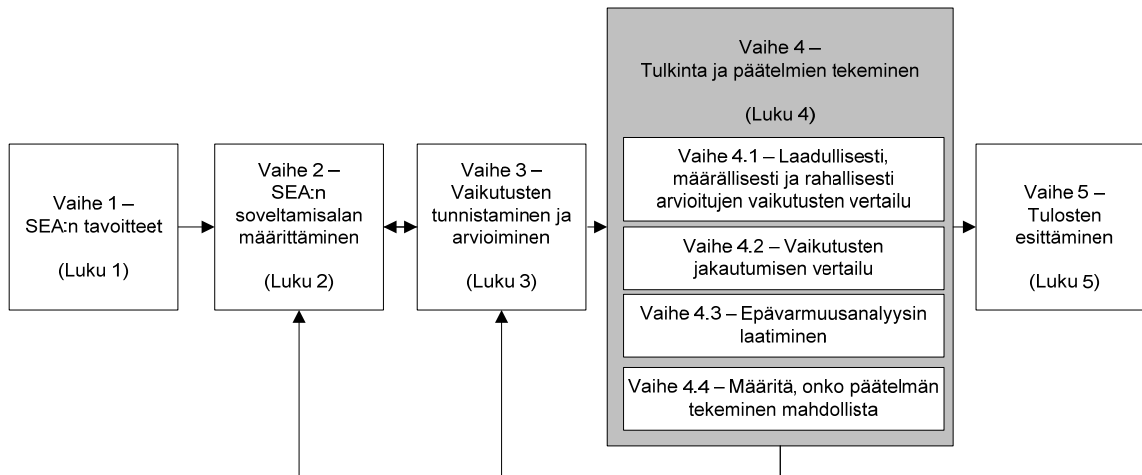 Vaihe 1 –
SEA:n tavoitteet
(Luku 1)
Vaihe 2 –
SEA:n
soveltamisalan
määrittäminen
(Luku 2)
Vaihe 3 –
Vaikutusten
tunnistaminen ja
arvioiminen
(Luku 3)
Vaihe 4 –
Tulkinta ja päätelmien tekeminen
(Luku 4)
Vaihe 4.1 – Laadullisesti,
määrällisesti ja rahallisesti
arvioitujen vaikutusten vertailu
Vaihe 4.2 – Vaikutusten
jakautumisen vertailu
Vaihe 4.3 – Epävarmuusanalyysin
laatiminen
Vaihe 4.4 – Määritä, onko päätelmän
tekeminen mahdollista
Vaihe 5 –
Tulosten
esittäminen
(Luku 5)